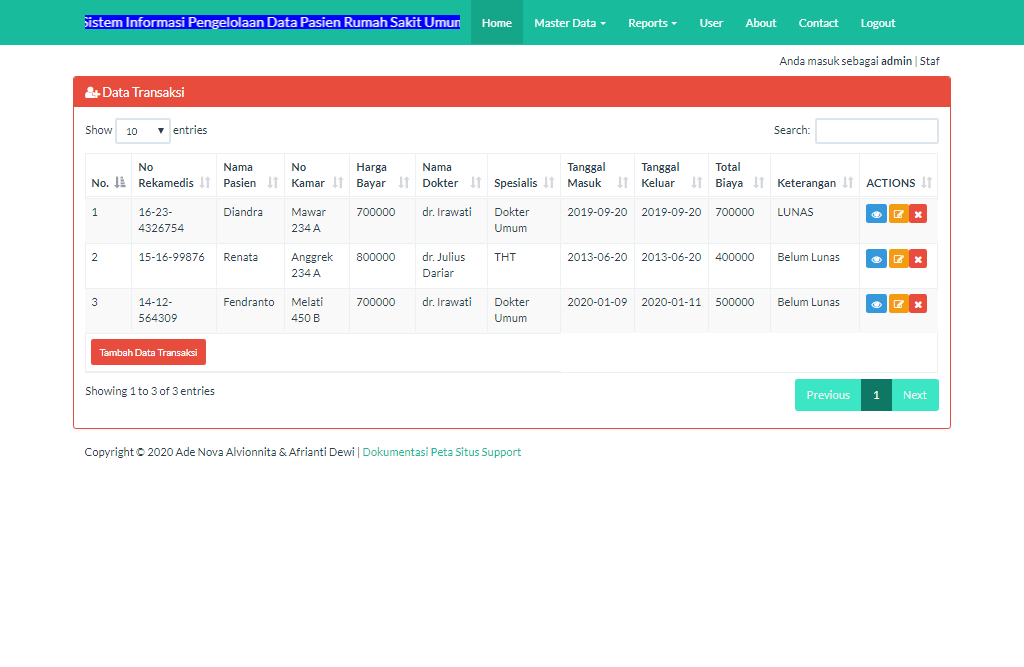 Sistem Informasi Pengelolaan Data Pasien Rumah Sakit Umum Home Master Data Reports User About Contact Logout
Anda masuk sebagai admin | Staf
Data Transaksi
Show 10 entries Search:
No. No Rekamedis Nama Pasien No Kamar Harga Bayar Nama Dokter Spesialis Tanggal Masuk Tanggal Keluar Total Biaya Keterangan ACTIONS
1 16-23-4326754 Diandra Mawar 234 A 700000 dr. Irawati Dokter Umum 2019-09-20 2019-09-20 700000 LUNAS
2 15-16-99876 Renata Anggrek 234 A 800000 dr. Julius Dariar THT 2013-06-20 2013-06-20 400000 Belum Lunas
3 14-12-564309 Fendranto Melati 450 B 700000 dr. Irawati Dokter Umum 2020-01-09 2020-01-11 500000 Belum Lunas
Tambah Data Transaksi
Showing 1 to 3 of 3 entries Previous 1 Next
Copyright © 2020 Ade Nova Alvionnita & Afrianti Dewi | Dokumentasi Peta Situs Support